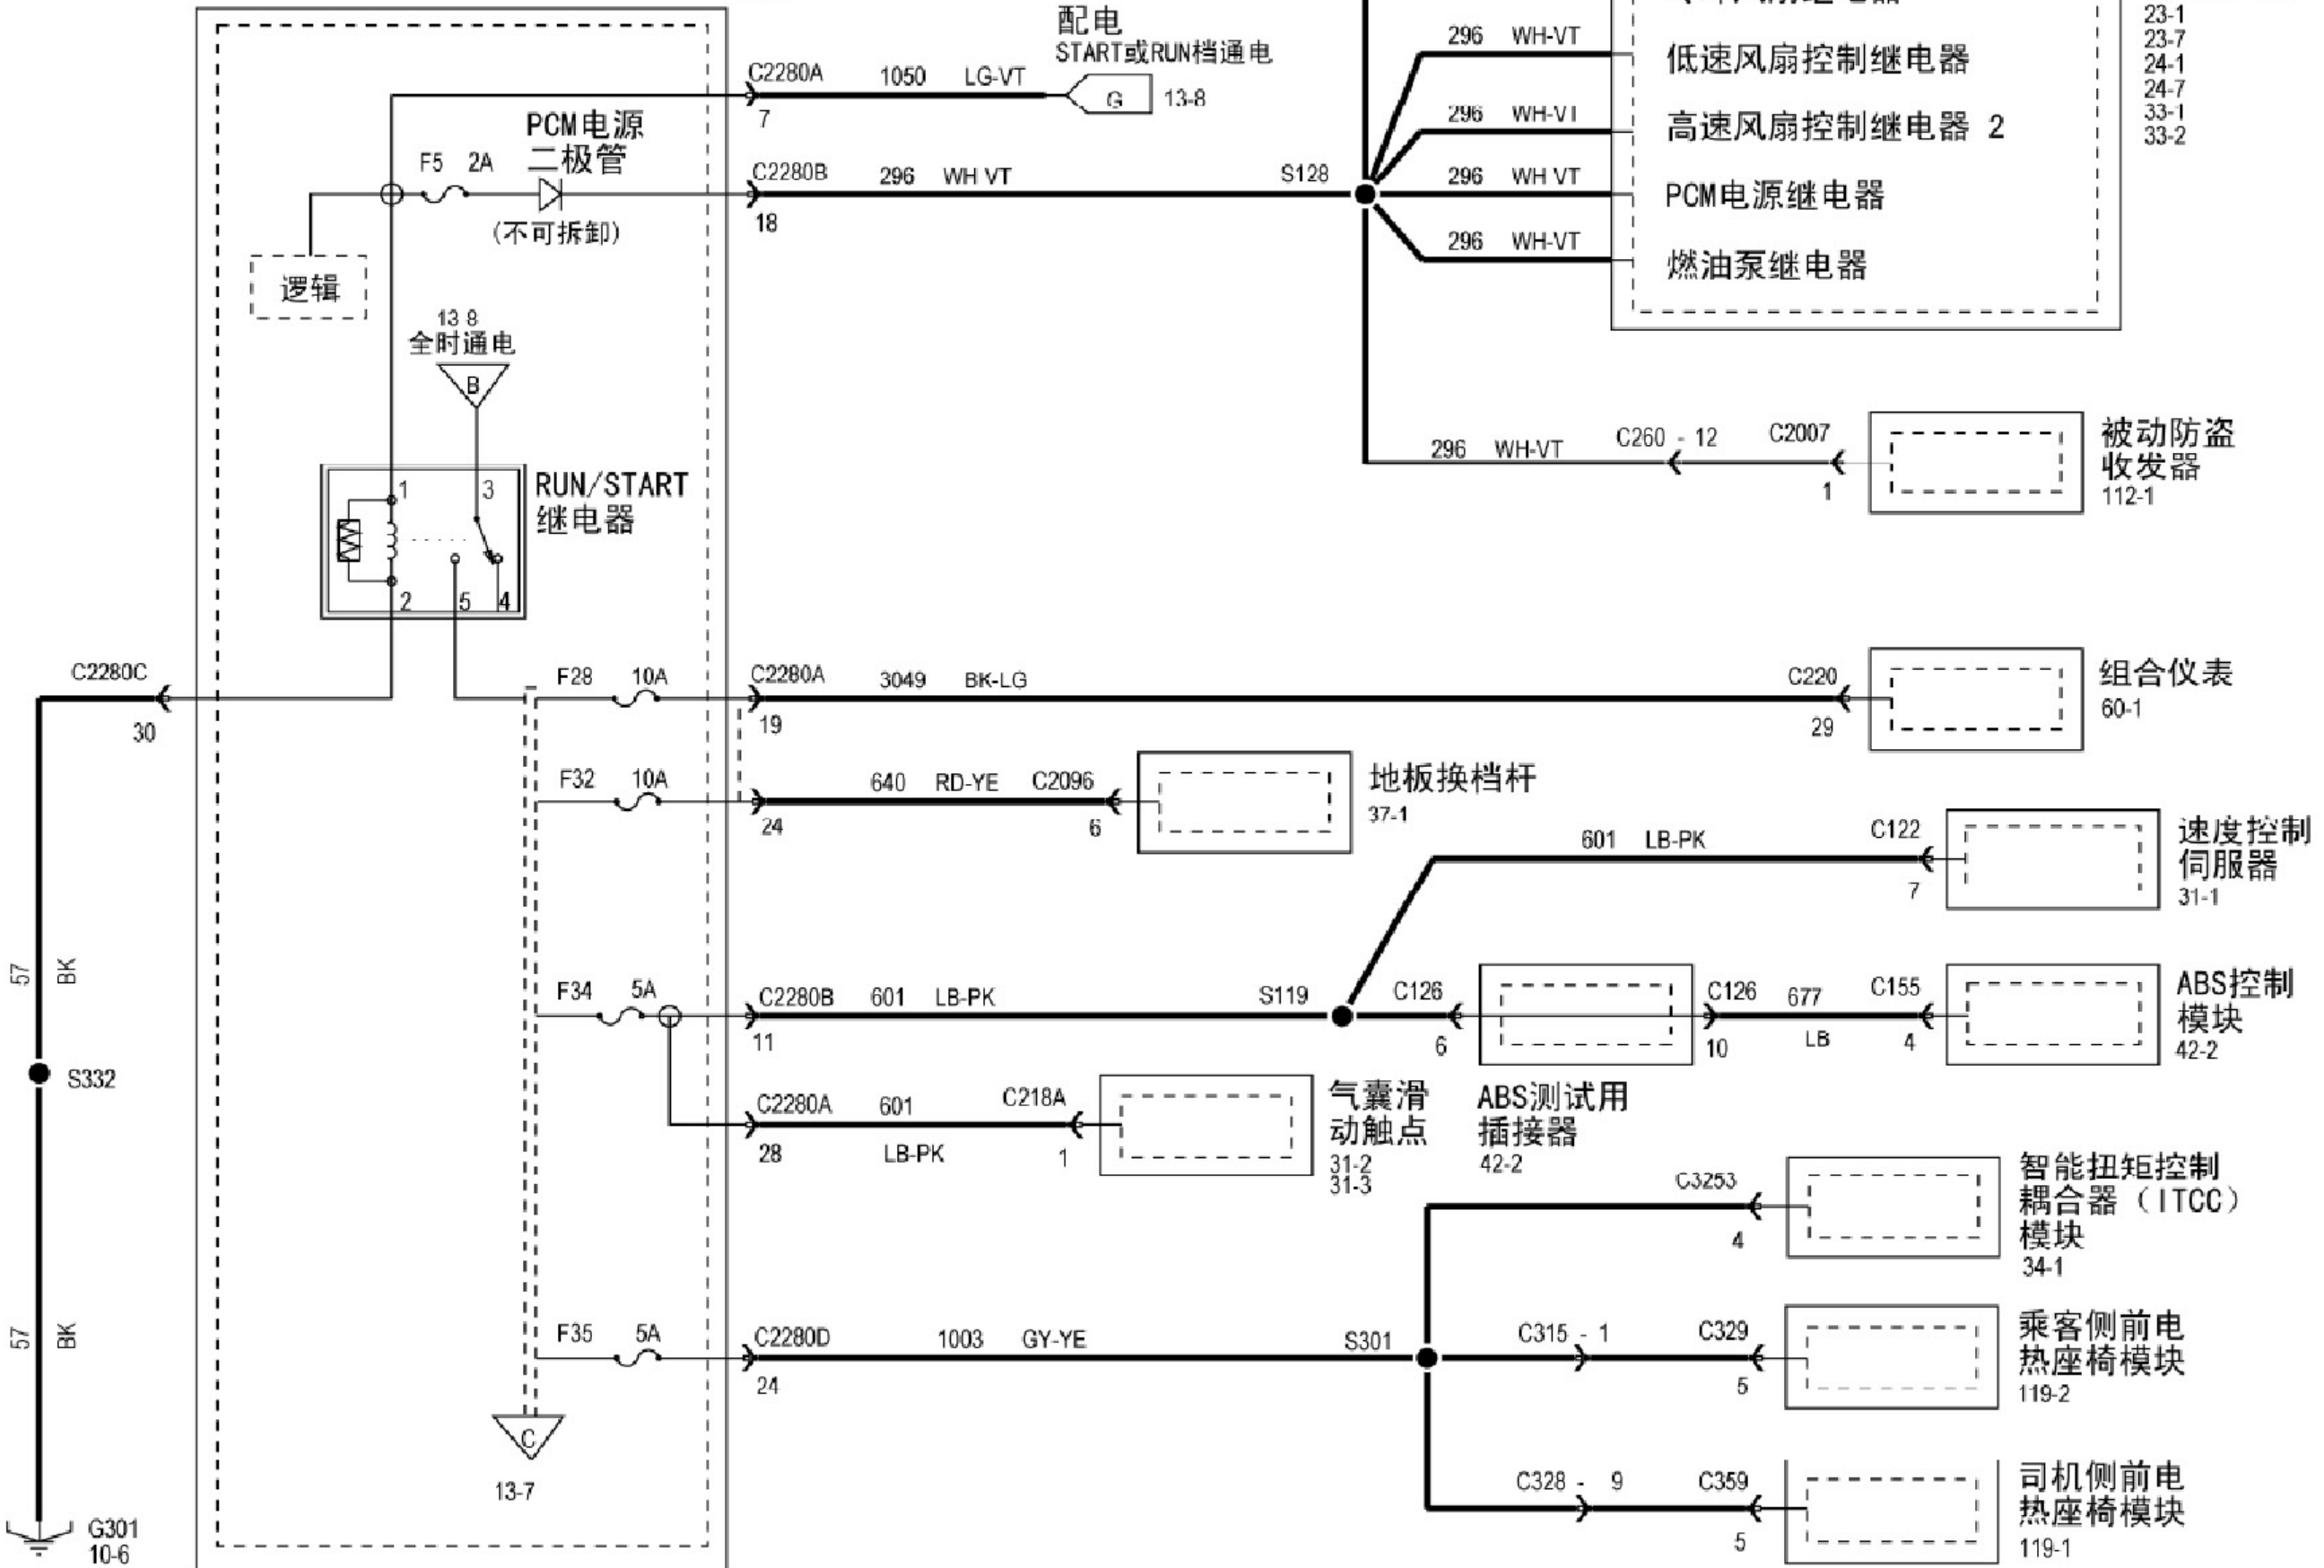 配电
START或RUN档通电
C2280A 1050 LG-VT
7
G 13-8
PCM电源
二极管
F5 2A
(不可拆卸)
C2280B 296 WH VT
18
S128
逻辑
296 WH-VT
低速风扇控制继电器
296 WH-VT
高速风扇控制继电器 2
296 WH VT
PCM电源继电器
296 WH-VT
燃油泵继电器
23-1
23-7
24-1
24-7
33-1
33-2
13 8
全时通电
B
RUN/START
继电器
1 3
2 5 4
296 WH-VT C260 - 12 C2007
1
被动防盗
收发器
112-1
C2280C
30
F28 10A C2280A 3049 BK-LG C220
19 29
组合仪表
60-1
F32 10A 640 RD-YE C2096
24 6
地板换档杆
37-1
601 LB-PK C122
7
速度控制
伺服器
31-1
57 BK
F34 5A C2280B 601 LB-PK S119 C126
11 6
C126 677 C155
10 LB 4
ABS控制
模块
42-2
S332
C2280A 601 C218A
28 LB-PK 1
气囊滑
动触点
31-2
31-3
ABS测试用
插接器
42-2
C3253
4
智能扭矩控制
耦合器（ITCC）
模块
34-1
57 BK
F35 5A C2280D 1003 GY-YE S301
24
C315 - 1 C329
5
乘客侧前电
热座椅模块
119-2
C
13-7
C328 - 9 C359
5
司机侧前电
热座椅模块
119-1
G301
10-6